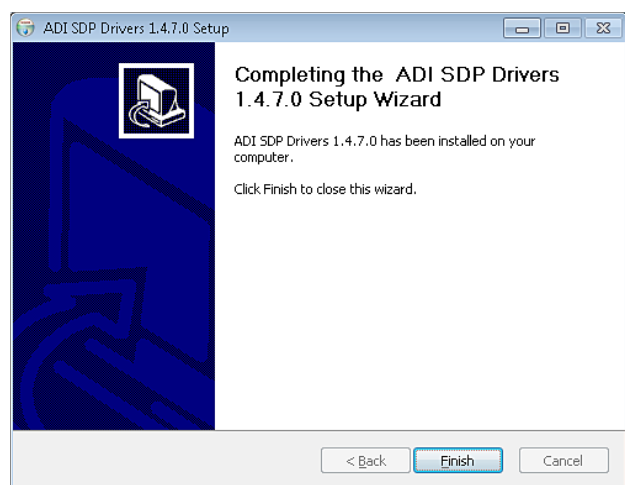 ADI SDP Drivers 1.4.7.0 Setup
Completing the ADI SDP Drivers
1.4.7.0 Setup Wizard
ADI SDP Drivers 1.4.7.0 has been installed on your
computer.
Click Finish to close this wizard.
< Back
Finish
Cancel